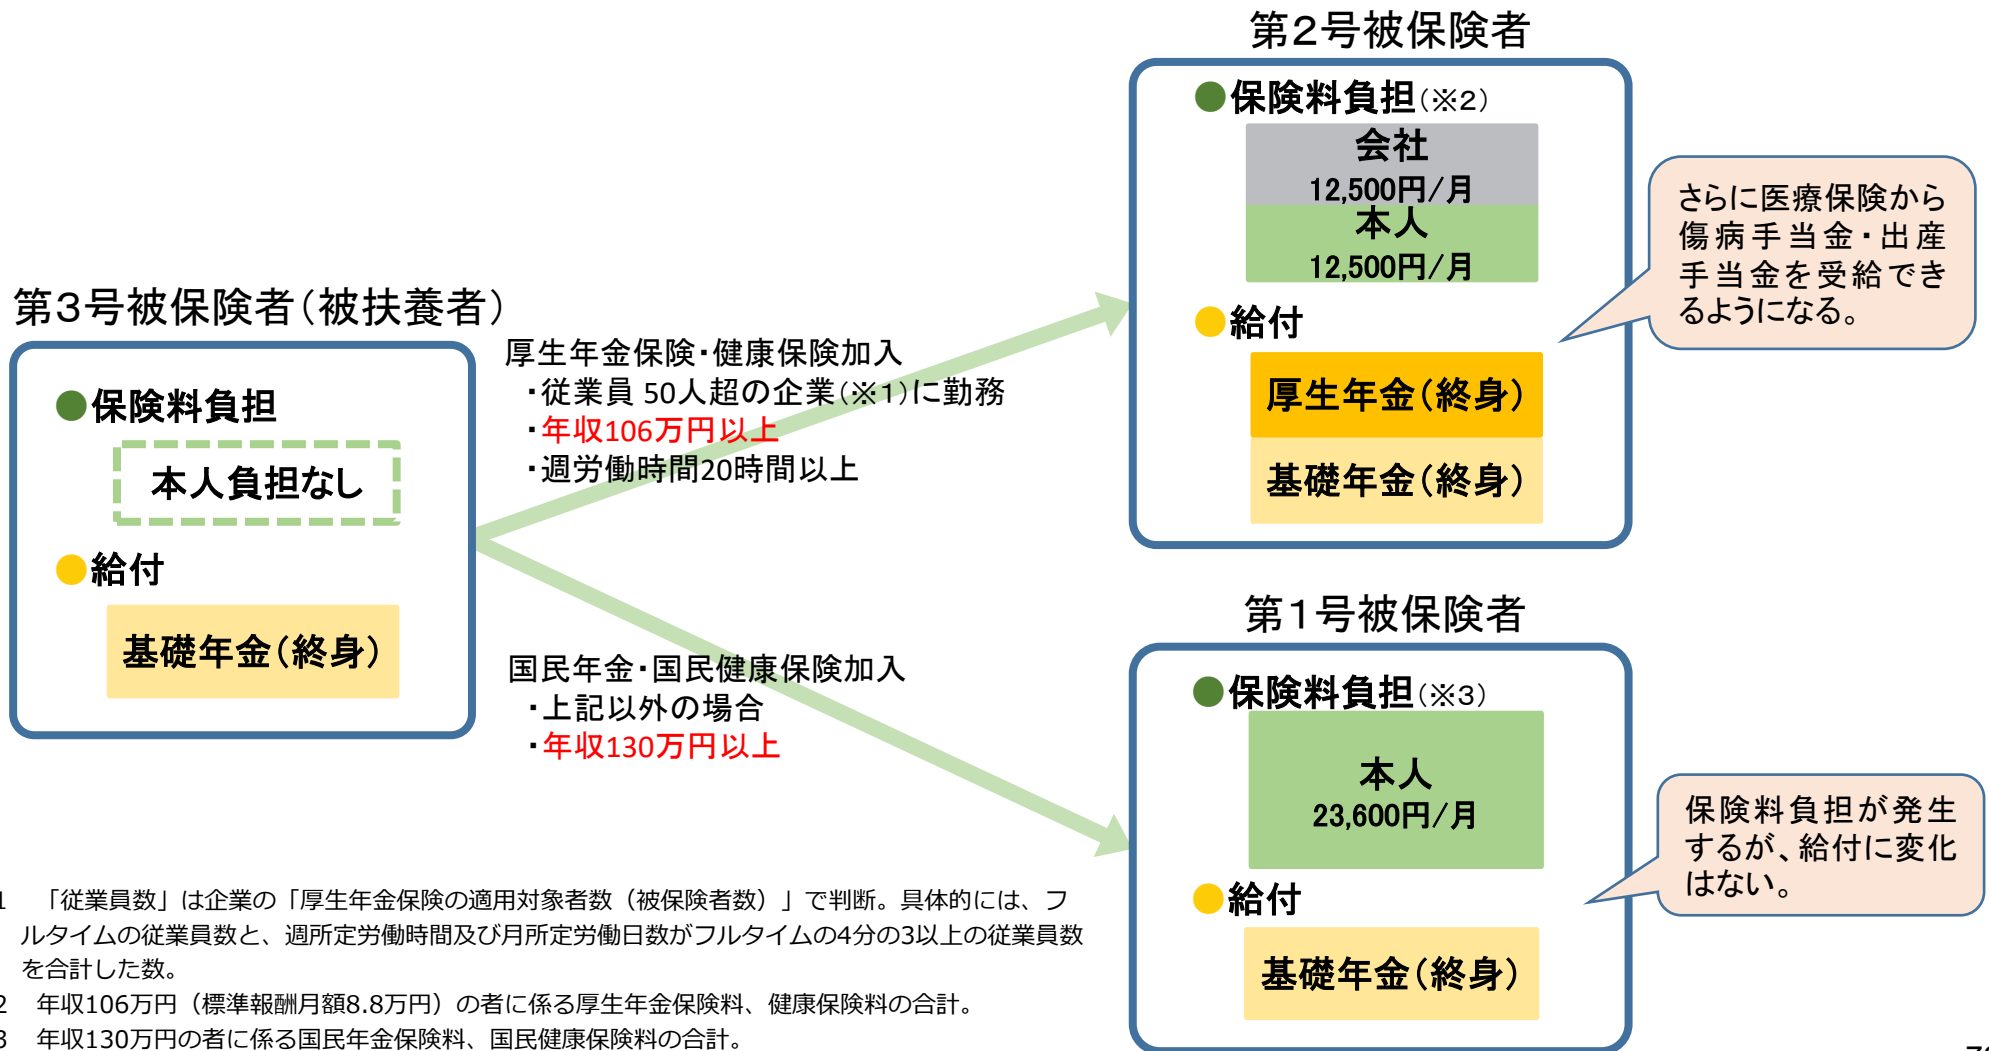 第3号被保険者(被扶養者)
●保険料負担
本人負担なし
●給付
基礎年金(終身)
厚生年金保険・健康保険加入
・従業員 50人超の企業(※1)に勤務
・年収106万円以上
・週労働時間20時間以上
国民年金・国民健康保険加入
・上記以外の場合
・年収130万円以上
第2号被保険者
●保険料負担(※2)
会社
12,500円/月
本人
12,500円/月
●給付
厚生年金(終身)
基礎年金(終身)
さらに医療保険から
傷病手当金・出産
手当金を受給でき
るようになる。
第1号被保険者
●保険料負担(※3)
本人
23,600円/月
●給付
基礎年金(終身)
保険料負担が発生
するが、給付に変化
はない。
1 「従業員数」は企業の「厚生年金保険の適用対象者数（被保険者数）」で判断。具体的には、フ
ルタイムの従業員数と、週所定労働時間及び月所定労働日数がフルタイムの4分の3以上の従業員数
を合計した数。
2 年収106万円（標準報酬月額8.8万円）の者に係る厚生年金保険料、健康保険料の合計。
3 年収130万円の者に係る国民年金保険料、国民健康保険料の合計。